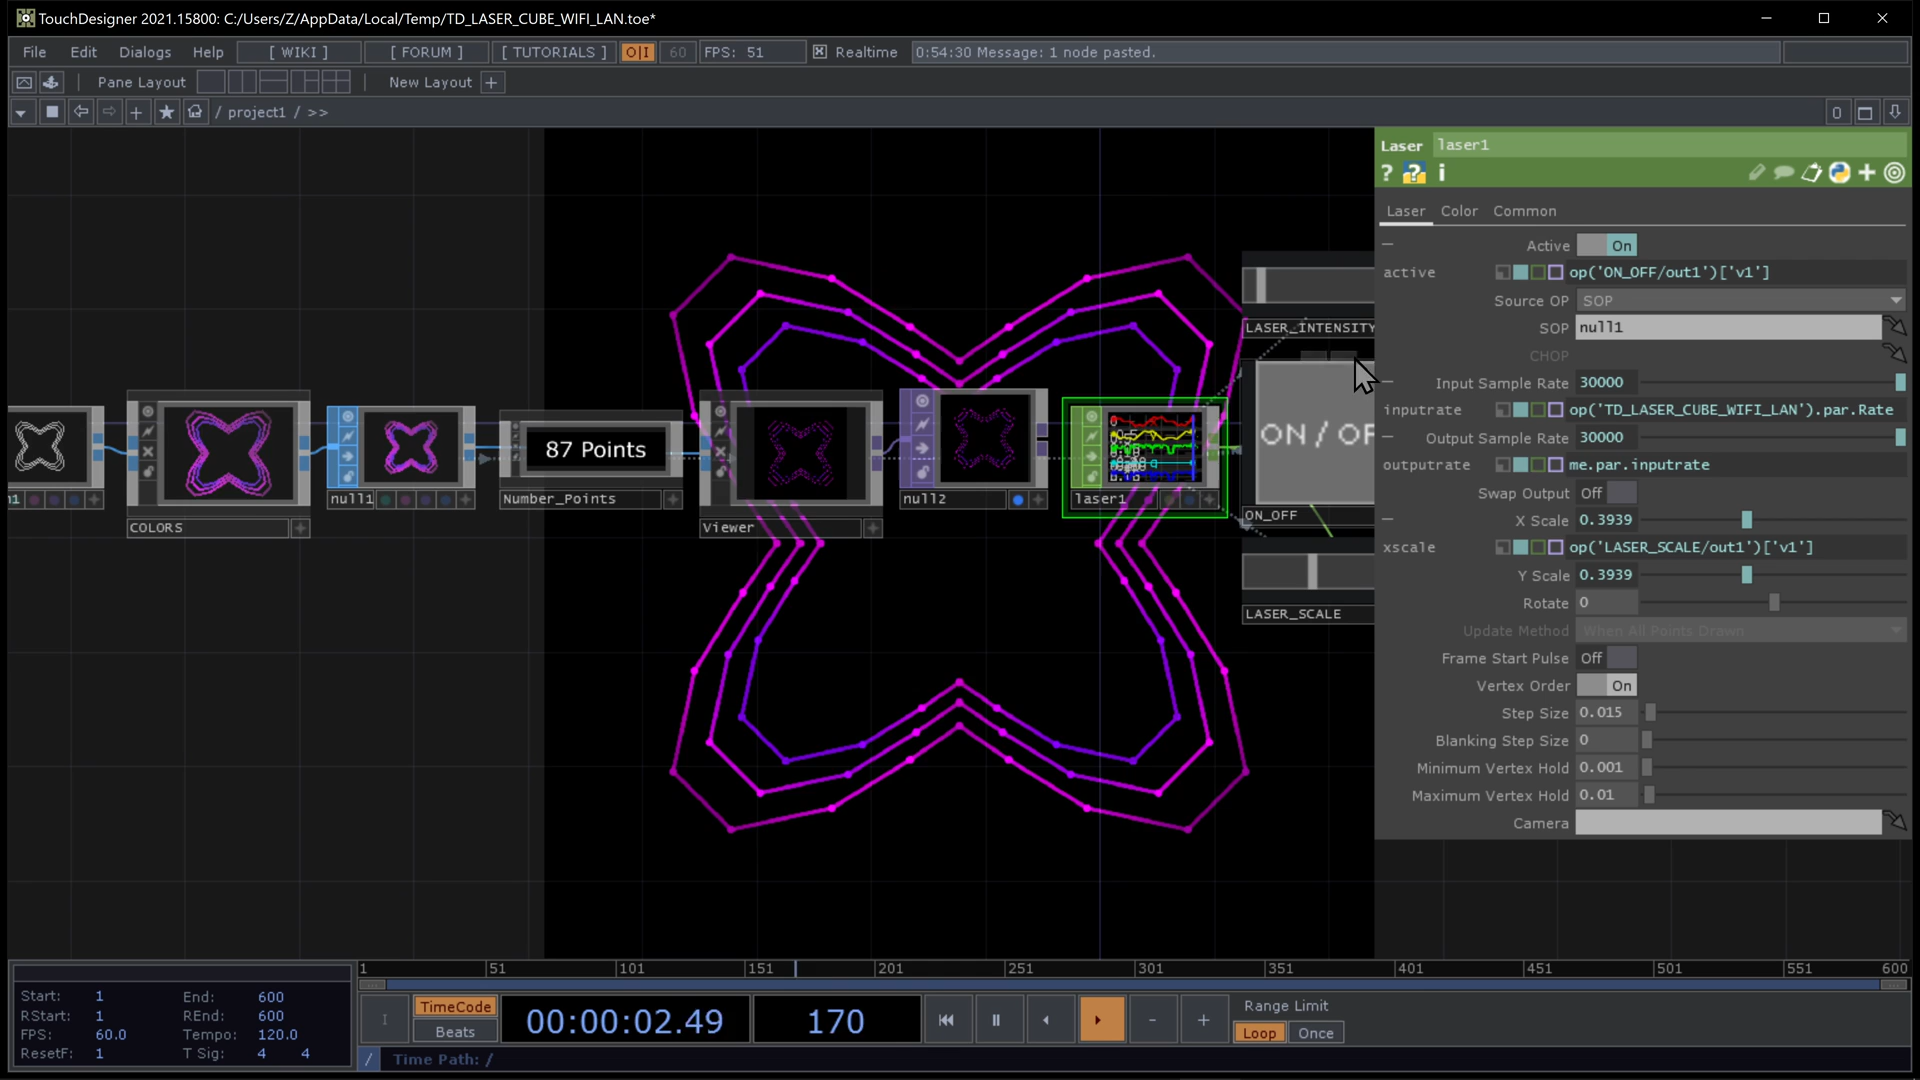 TouchDesigner 2021.15800: C:/Users/Z/AppData/Local/Temp/TD_LASER_CUBE_WIFI_LAN.toe*
File Edit Dialogs Help [ WIKI ] [ FORUM ] [ TUTORIALS ] O|I 60 FPS: 51 Realtime 0:54:30 Message: 1 node pasted.
Pane Layout New Layout +
/ project1 / >> 0
Laser laser1
? ? i
Laser Color Common
Active On
active op('ON_OFF/out1')['v1']
Source OP SOP
SOP null1
CHOP
Input Sample Rate 30000
inputrate op('TD_LASER_CUBE_WIFI_LAN').par.Rate
Output Sample Rate 30000
outputrate me.par.inputrate
Swap Output Off
X Scale 0.3939
xscale op('LASER_SCALE/out1')['v1']
Y Scale 0.3939
Rotate 0
Update Method When All Points Drawn
Frame Start Pulse Off
Vertex Order On
Step Size 0.015
Blanking Step Size 0
Minimum Vertex Hold 0.001
Maximum Vertex Hold 0.01
Camera
LASER_INTENSITY
ON / OF
ON_OFF
LASER_SCALE
87 Points
n1
COLORS
null1
Number_Points
Viewer
null2
laser1
1 51 101 151 201 251 301 351 401 451 501 551 600
Start: 1 End: 600
RStart: 1 REnd: 600
FPS: 60.0 Tempo: 120.0
ResetF: 1 T Sig: 4 4
TimeCode
Beats
00:00:02.49
170
Range Limit
Loop Once
/ Time Path: /